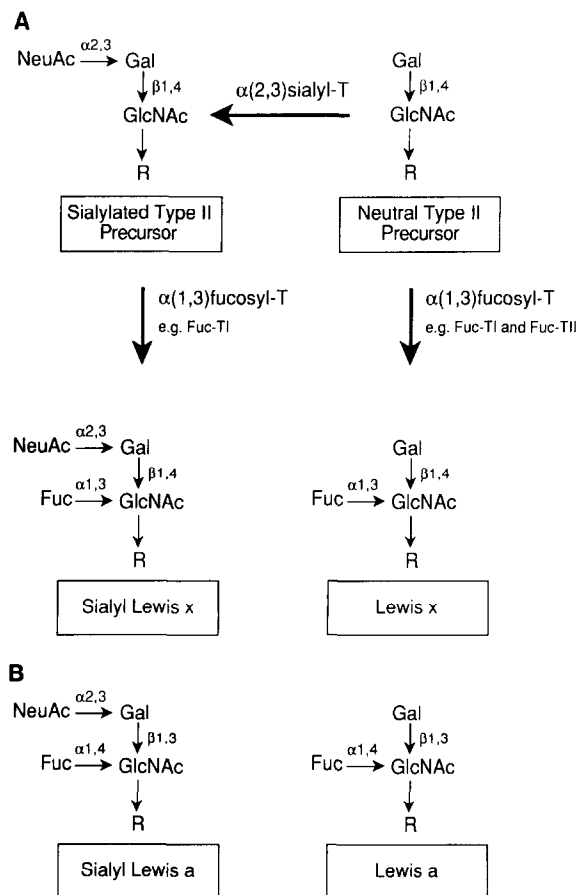 A
NeuAc α2,3 Gal
Gal
β1,4
β1,4
α(2,3)sialyl-T
GlcNAc
GlcNAc
R
R
Sialylated Type II
Precursor
Neutral Type II
Precursor
α(1,3)fucosyl-T
e.g. Fuc-TI
α(1,3)fucosyl-T
e.g. Fuc-TI and Fuc-TII
NeuAc α2,3 Gal
Gal
β1,4
β1,4
Fuc α1,3 GlcNAc
Fuc α1,3 GlcNAc
R
R
Sialyl Lewis x
Lewis x
B
NeuAc α2,3 Gal
Gal
β1,3
β1,3
Fuc α1,4 GlcNAc
Fuc α1,4 GlcNAc
R
R
Sialyl Lewis a
Lewis a